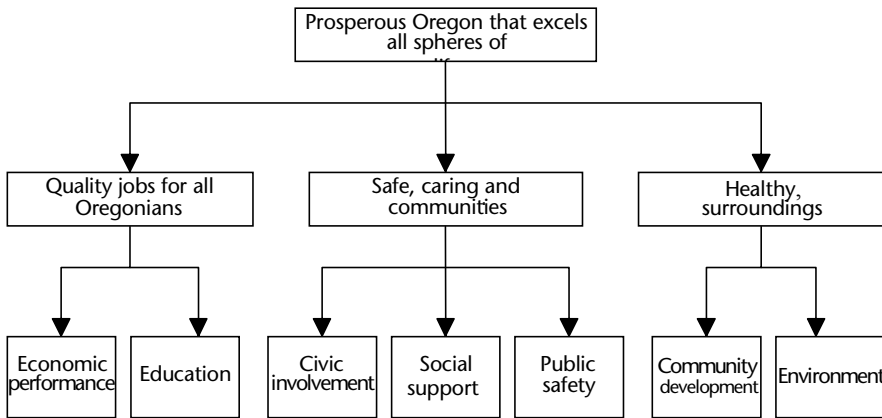 Prosperous Oregon that excels
all spheres of
Quality jobs for all
Oregonians
Safe, caring and
communities
Healthy,
surroundings
Economic
performance
Education
Civic
involvement
Social
support
Public
safety
Community
development
Environment